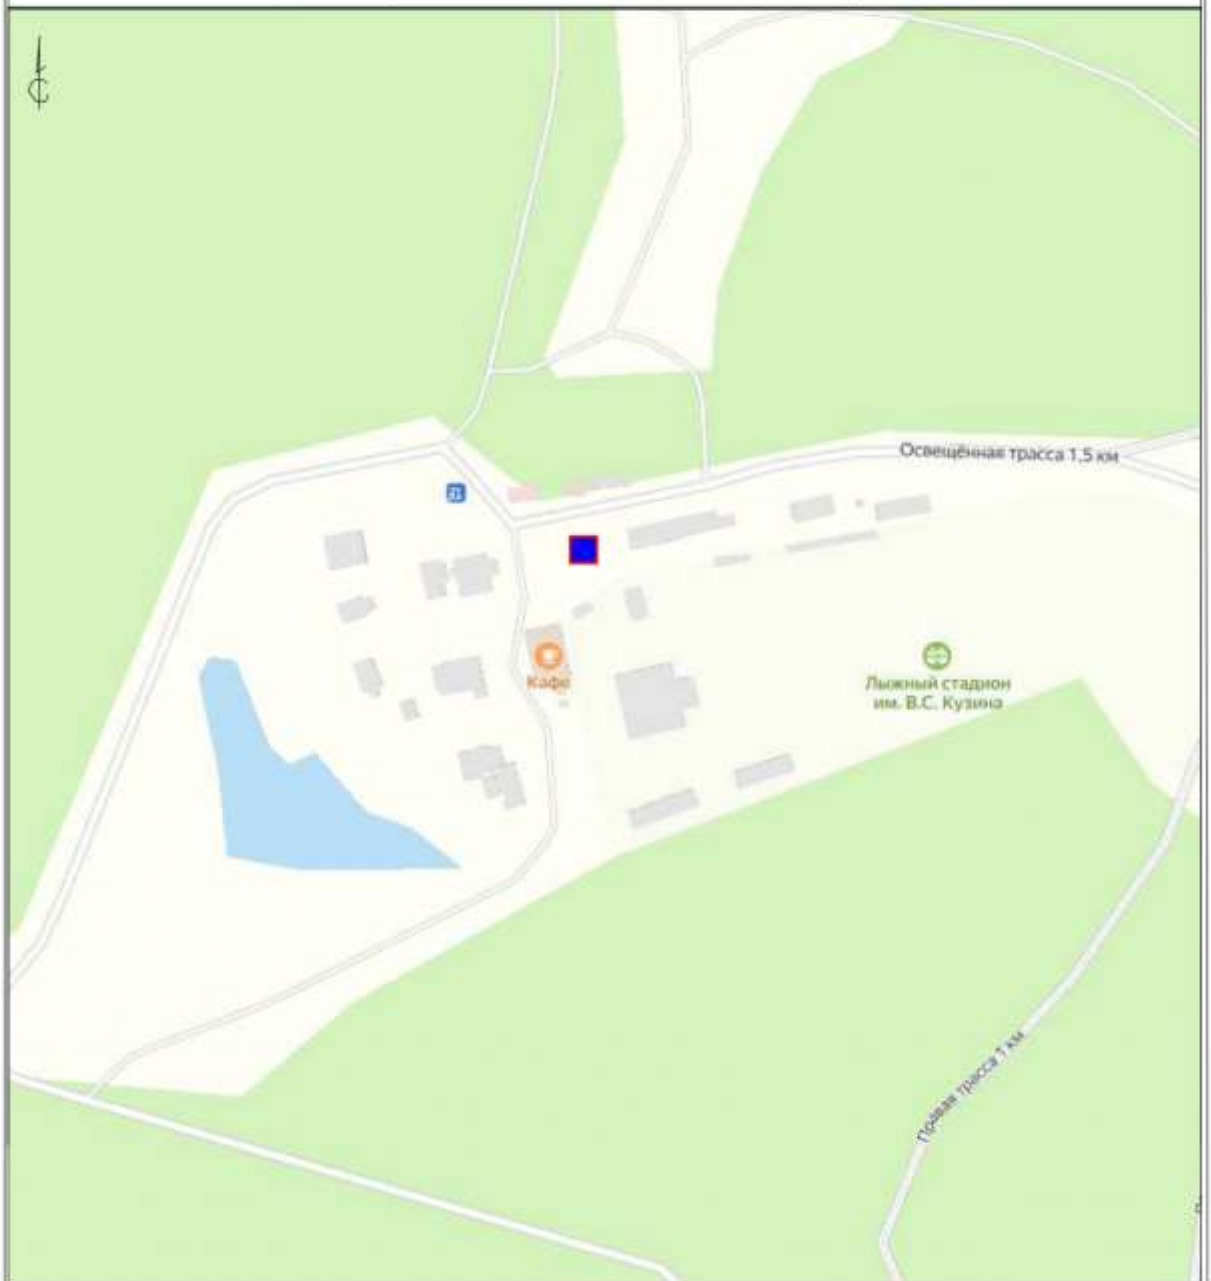 С
Освещённая трасса 1,5 км
Кафе
Лыжный стадион
им. В.С. Кузина
Правая трасса 1 км